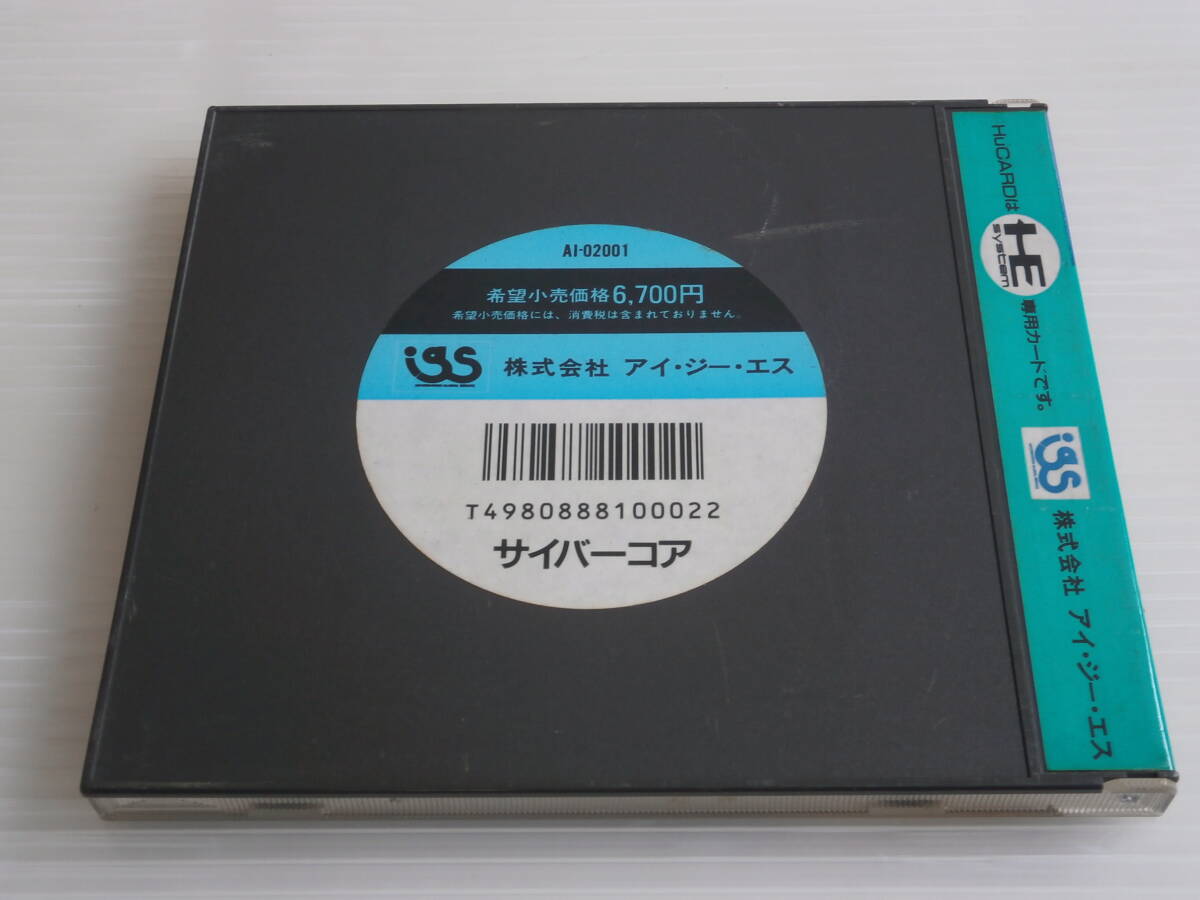 AI-02001
希望小売価格6,700円
希望小売価格には、消費税は含まれておりません。
igs 株式会社 アイ・ジー・エス
T4980888100022
サイバーコア
HuCARDは HE system 専用カードです。
igs 株式会社 アイ・ジー・エス